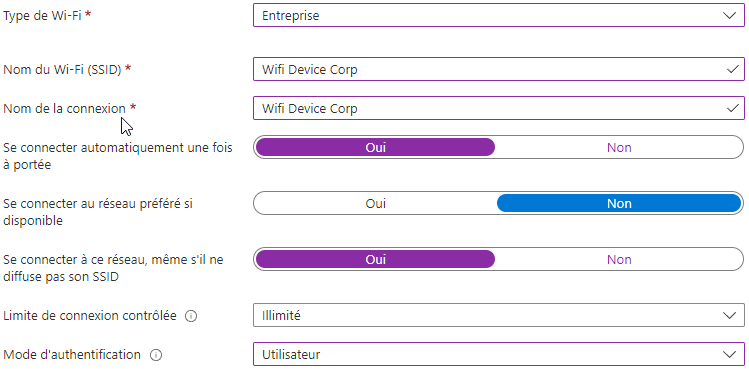 Type de Wi-Fi *
Entreprise
Nom du Wi-Fi (SSID) *
Wifi Device Corp
Nom de la connexion *
Wifi Device Corp
Se connecter automatiquement une fois
à portée
Oui Non
Se connecter au réseau préféré si
disponible
Oui Non
Se connecter à ce réseau, même s'il ne
diffuse pas son SSID
Oui Non
Limite de connexion contrôlée
Illimité
Mode d'authentification
Utilisateur